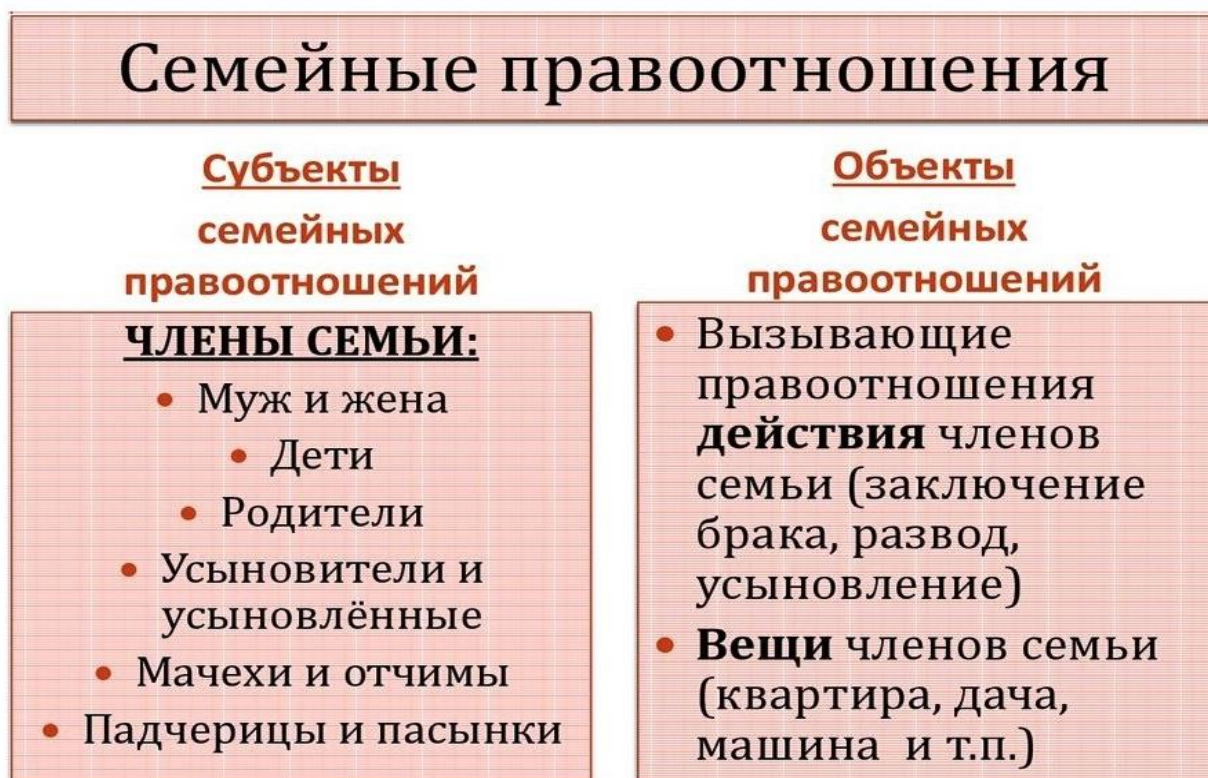 Семейные правоотношения
Субъекты
семейных
правоотношений
ЧЛЕНЫ СЕМЬИ:
• Муж и жена
• Дети
• Родители
• Усыновители и
усыновлённые
• Мачехи и отчимы
• Падчерицы и пасынки
Объекты
семейных
правоотношений
• Вызывающие
правоотношения
действия членов
семьи (заключение
брака, развод,
усыновление)
• Вещи членов семьи
(квартира, дача,
машина и т.п.)